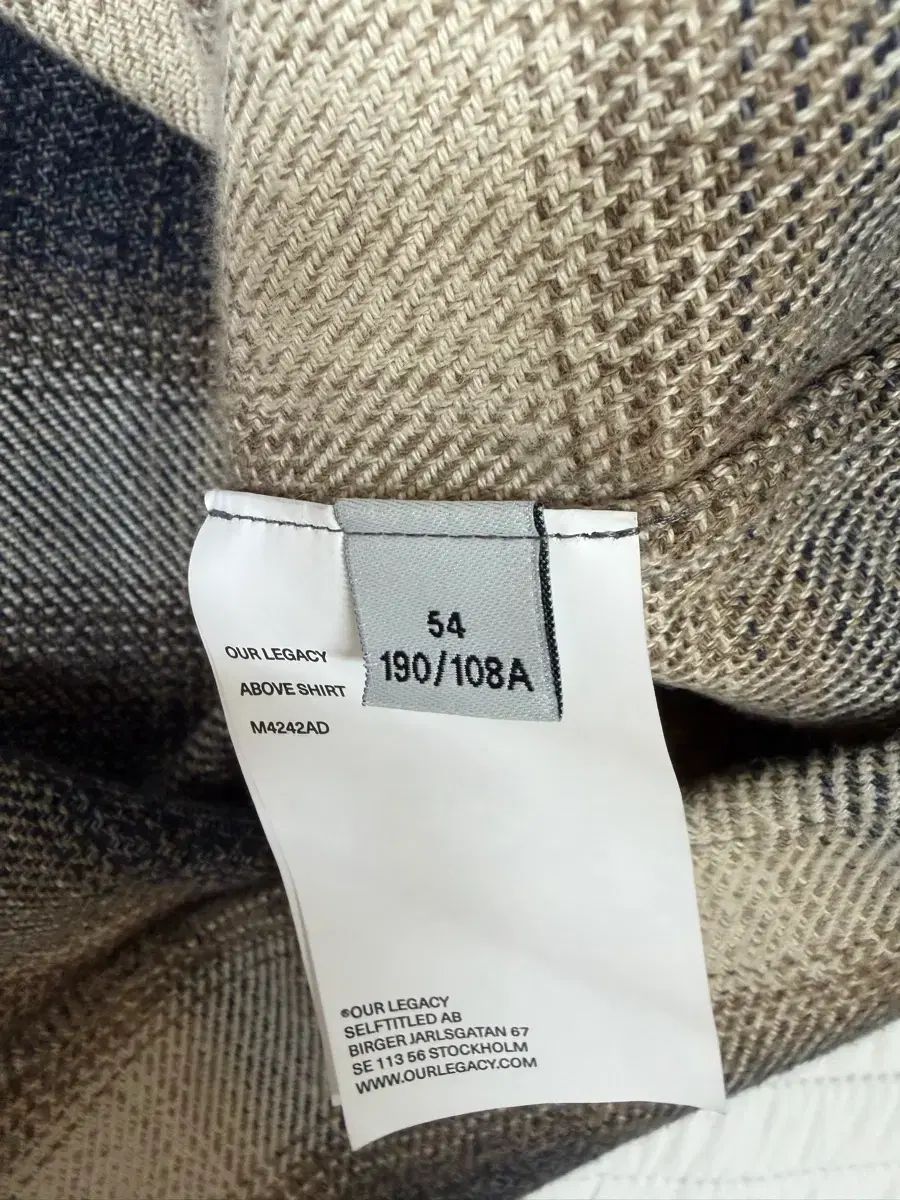 54
190/108A
OUR LEGACY
ABOVE SHIRT
M4242AD
®OUR LEGACY
SELFTITLED AB
BIRGER JARLSGATAN 67
SE 113 56 STOCKHOLM
WWW.OURLEGACY.COM